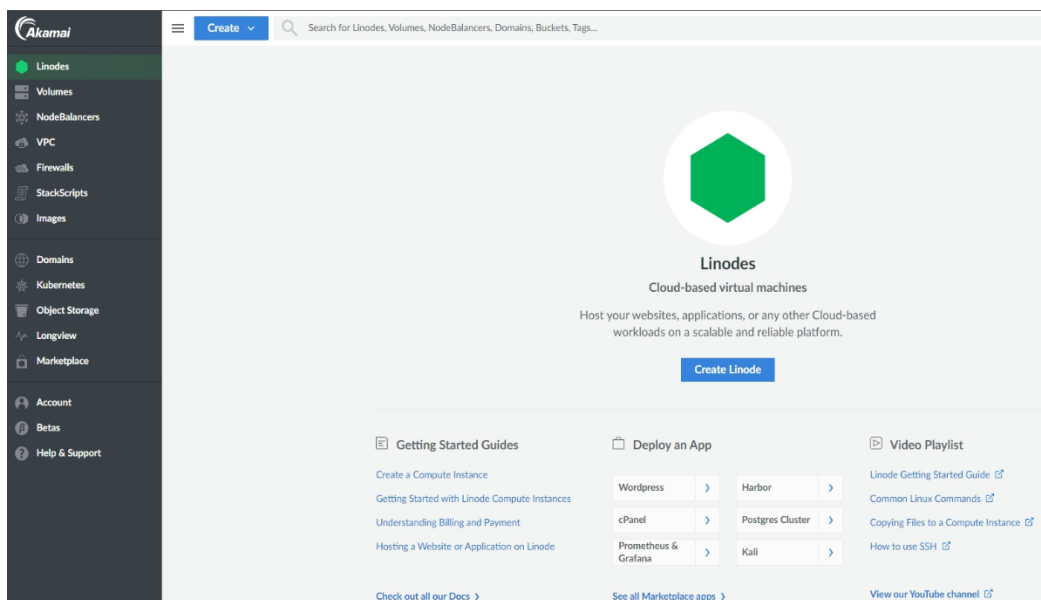 Akamai
Create
Search for Linodes, Volumes, NodeBalancers, Domains, Buckets, Tags...
Linodes
Volumes
NodeBalancers
VPC
Firewalls
StackScripts
Images
Domains
Kubernetes
Object Storage
Longview
Marketplace
Account
Betas
Help & Support
Linodes
Cloud-based virtual machines
Host your websites, applications, or any other Cloud-based
workloads on a scalable and reliable platform.
Create Linode
Getting Started Guides
Create a Compute Instance
Getting Started with Linode Compute Instances
Understanding Billing and Payment
Hosting a Website or Application on Linode
Check out all our Docs
Deploy an App
Wordpress
Harbor
cPanel
Postgres Cluster
Prometheus &
Grafana
Kali
See all Marketplace apps
Video Playlist
Linode Getting Started Guide
Common Linux Commands
Copying Files to a Compute Instance
How to use SSH
View our YouTube channel